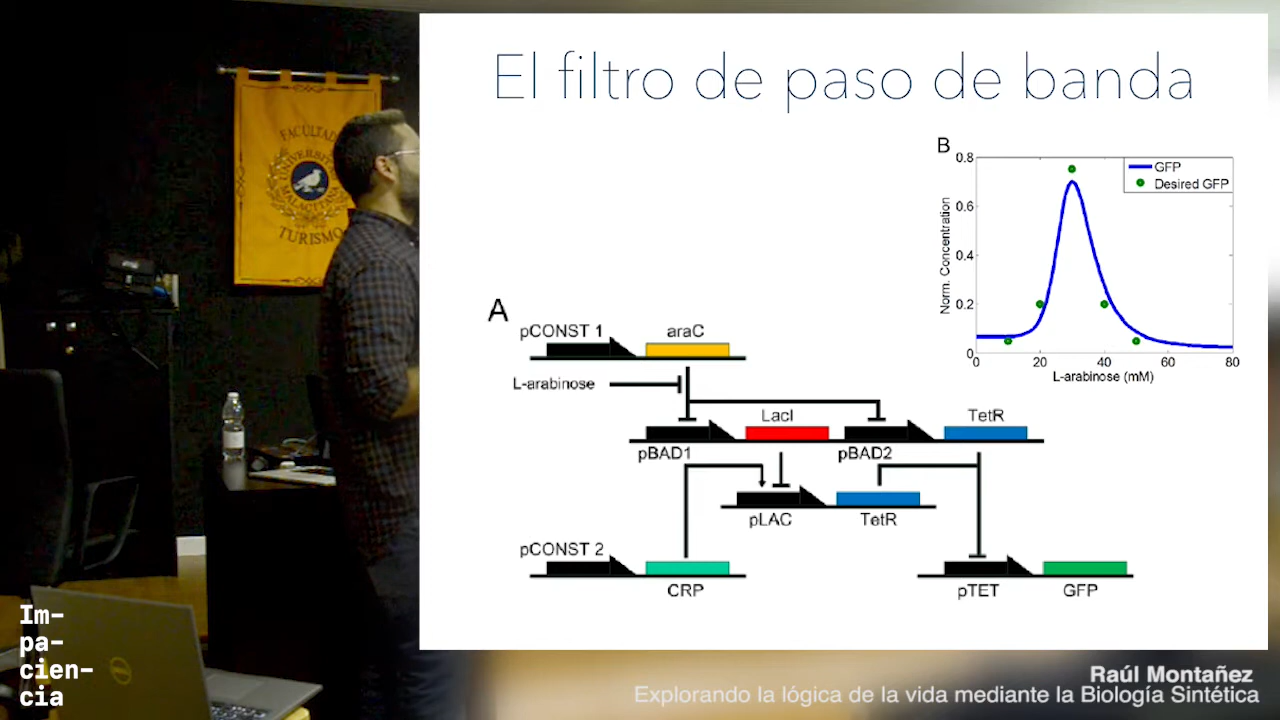 El filtro de paso de banda
B
0.8
0.6
0.4
0.2
0
Norm. Concentration
GFP
Desired GFP
0 20 40 60 80
L-arabinose (mM)
A
pCONST 1
araC
L-arabinose
LacI
TetR
pBAD1
pBAD2
pLAC
TetR
pCONST 2
CRP
pTET
GFP
TURISMO
Im-
pa-
cien-
cia
Raúl Montañez
Explorando la lógica de la vida mediante la Biología Sintética